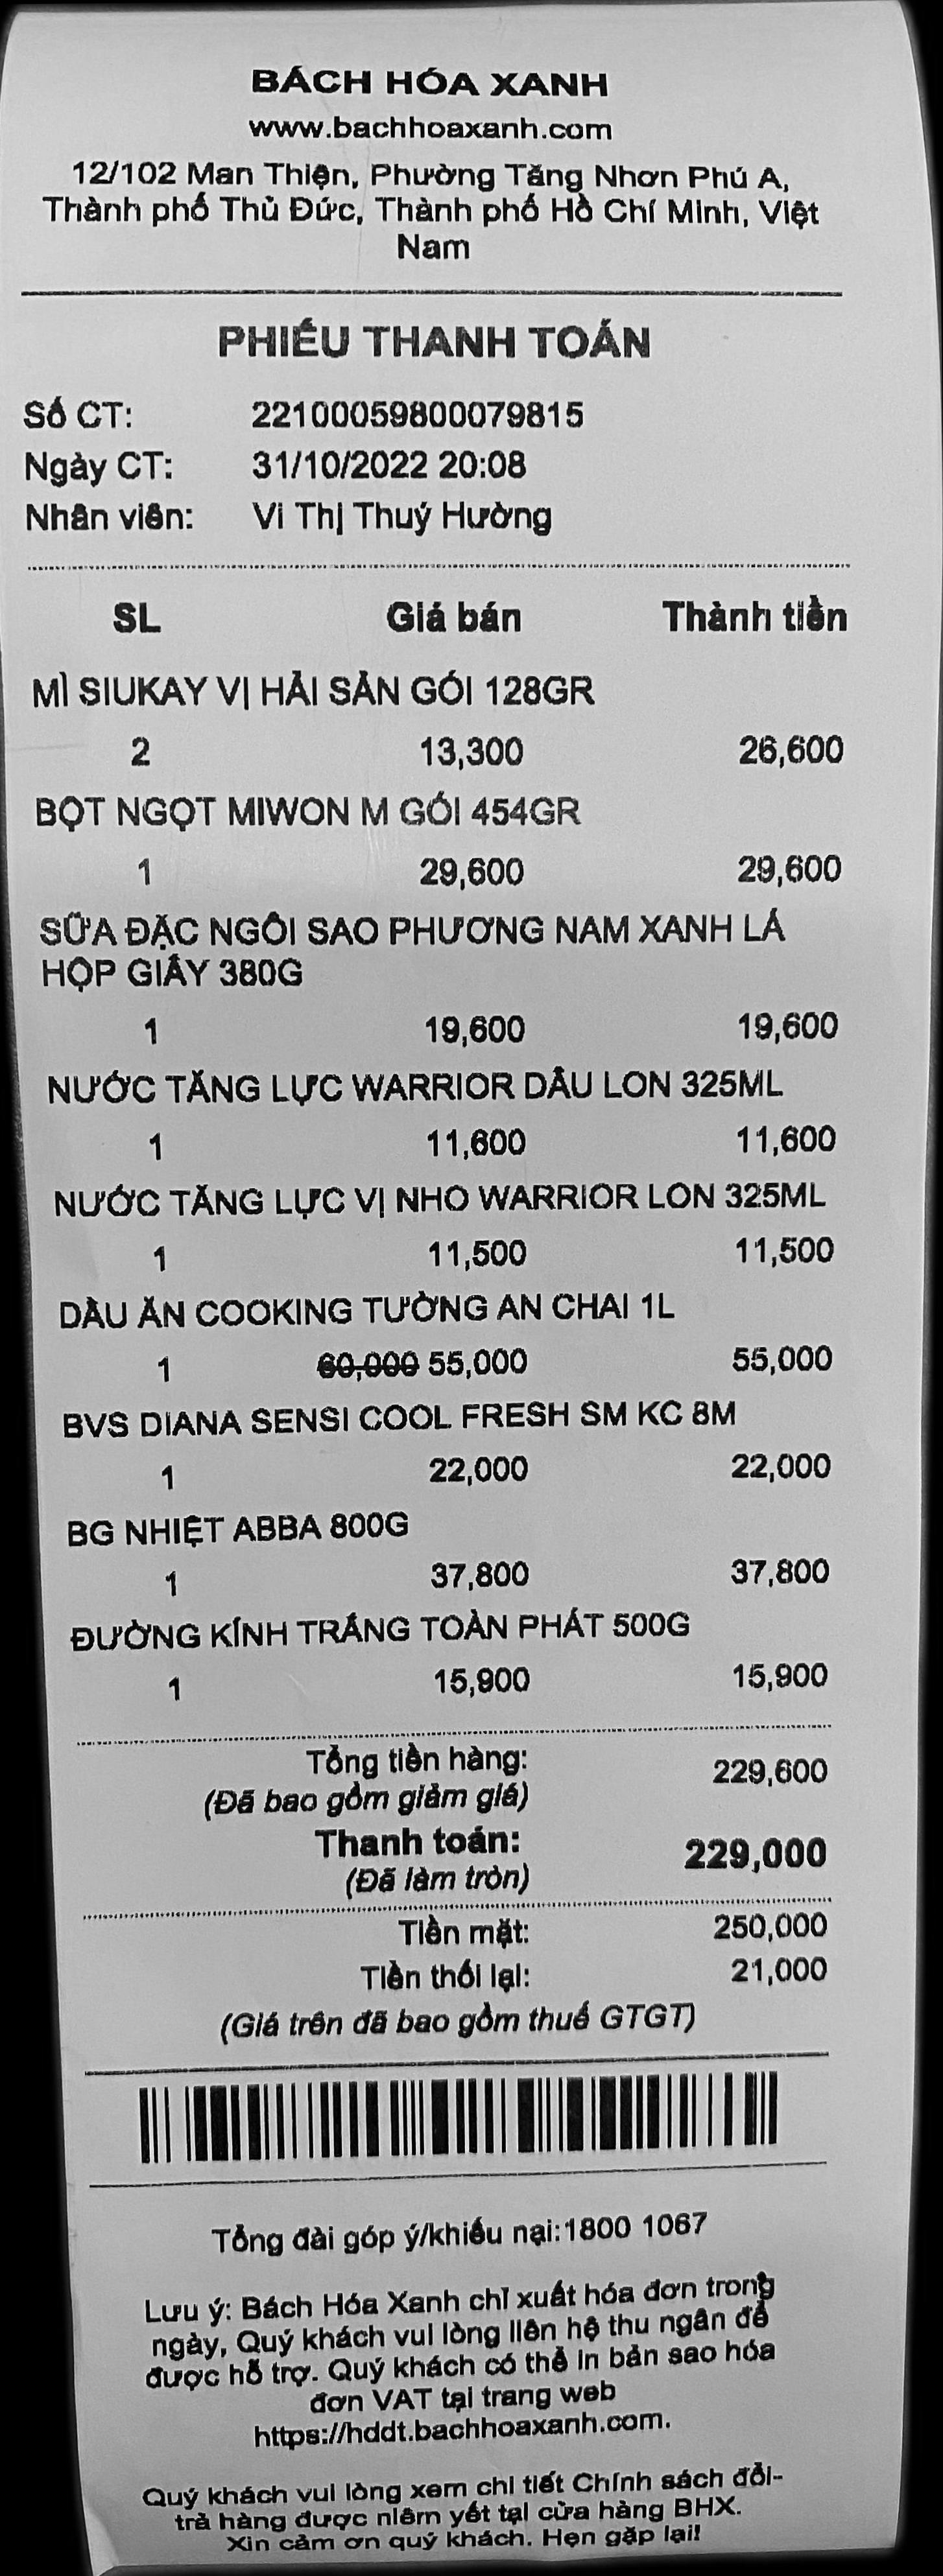 BÁCH HÓA XANH
www.bachhoaxanh.com
12/102 Man Thiện, Phường Tăng Nhơn Phú A,
Thành phố Thủ Đức, Thành phố Hồ Chí Minh, Việt
Nam
PHIẾU THANH TOÁN
Số CT: 22100059800079815
Ngày CT: 31/10/2022 20:08
Nhân viên: Vi Thị Thuý Hường
SL Giá bán Thành tiền
MÌ SIUKAY VỊ HẢI SẢN GÓI 128GR
2 13,300 26,600
BỘT NGỌT MIWON M GÓI 454GR
1 29,600 29,600
SỮA ĐẶC NGÔI SAO PHƯƠNG NAM XANH LÁ
HỘP GIẤY 380G
1 19,600 19,600
NƯỚC TĂNG LỰC WARRIOR DÂU LON 325ML
1 11,600 11,600
NƯỚC TĂNG LỰC VỊ NHO WARRIOR LON 325ML
1 11,500 11,500
DẦU ĂN COOKING TƯỜNG AN CHAI 1L
1 60,000 55,000 55,000
BVS DIANA SENSI COOL FRESH SM KC 8M
1 22,000 22,000
BG NHIỆT ABBA 800G
1 37,800 37,800
ĐƯỜNG KÍNH TRẮNG TOÀN PHÁT 500G
1 15,900 15,900
Tổng tiền hàng: 229,600
(Đã bao gồm giảm giá)
Thanh toán: 229,000
(Đã làm tròn)
Tiền mặt: 250,000
Tiền thối lại: 21,000
(Giá trên đã bao gồm thuế GTGT)
Tổng đài góp ý/khiếu nại:1800 1067
Lưu ý: Bách Hóa Xanh chỉ xuất hóa đơn trong
ngày, Quý khách vui lòng liên hệ thu ngân để
được hỗ trợ. Quý khách có thể in bản sao hóa
đơn VAT tại trang web
https://hddt.bachhoaxanh.com.
Quý khách vui lòng xem chi tiết Chính sách đổi-
trả hàng được niêm yết tại cửa hàng BHX.
Xin cảm ơn quý khách. Hẹn gặp lại!